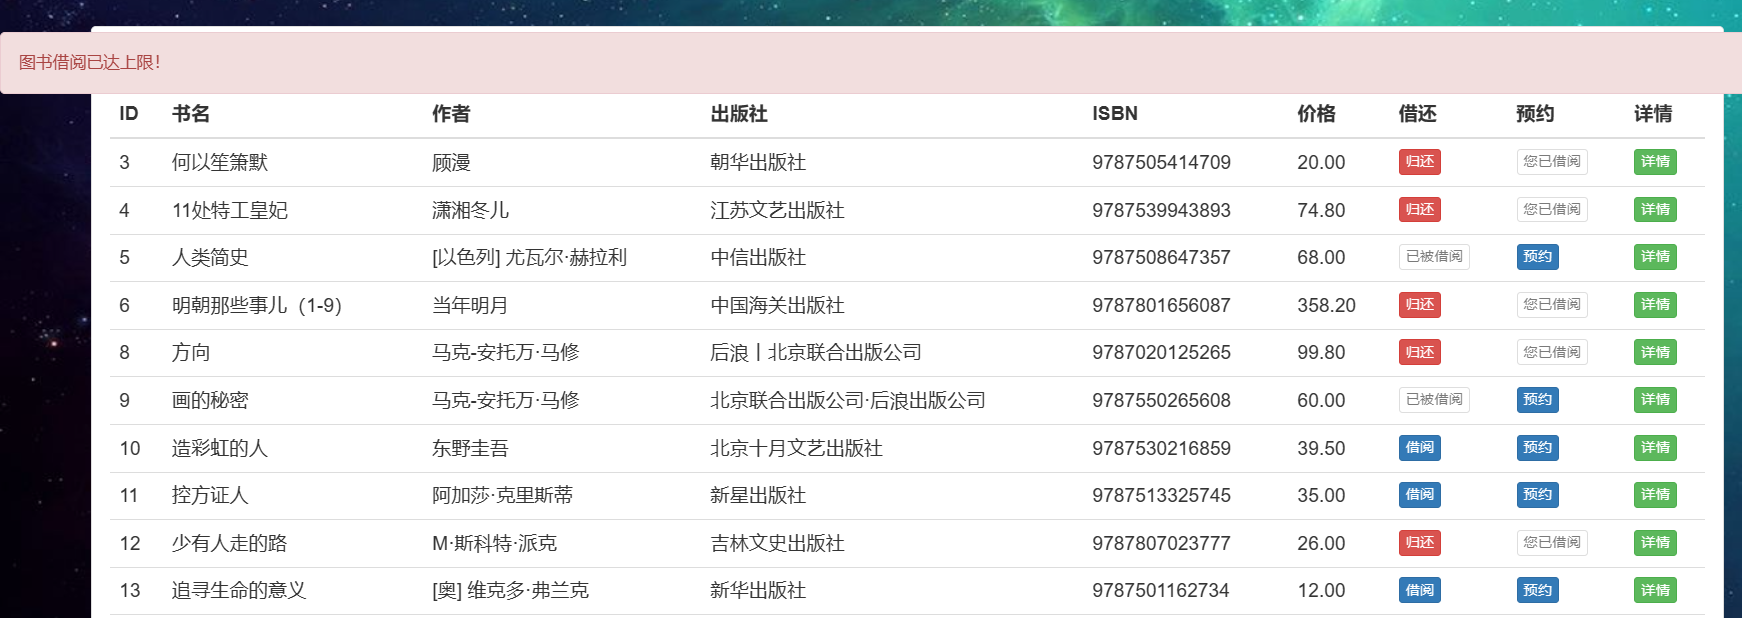 图书借阅已达上限！
ID 书名 作者 出版社 ISBN 价格 借还 预约 详情
3 何以笙箫默 顾漫 朝华出版社 9787505414709 20.00 归还 您已借阅 详情
4 11处特工皇妃 潇湘冬儿 江苏文艺出版社 9787539943893 74.80 归还 您已借阅 详情
5 人类简史 [以色列] 尤瓦尔·赫拉利 中信出版社 9787508647357 68.00 已被借阅 预约 详情
6 明朝那些事儿（1-9） 当年明月 中国海关出版社 9787801656087 358.20 归还 您已借阅 详情
8 方向 马克-安托万·马修 后浪丨北京联合出版公司 9787020125265 99.80 归还 您已借阅 详情
9 画的秘密 马克-安托万·马修 北京联合出版公司·后浪出版公司 9787550265608 60.00 已被借阅 预约 详情
10 造彩虹的人 东野圭吾 北京十月文艺出版社 9787530216859 39.50 借阅 预约 详情
11 控方证人 阿加莎·克里斯蒂 新星出版社 9787513325745 35.00 借阅 预约 详情
12 少有人走的路 M·斯科特·派克 吉林文史出版社 9787807023777 26.00 归还 您已借阅 详情
13 追寻生命的意义 [奥] 维克多·弗兰克 新华出版社 9787501162734 12.00 借阅 预约 详情